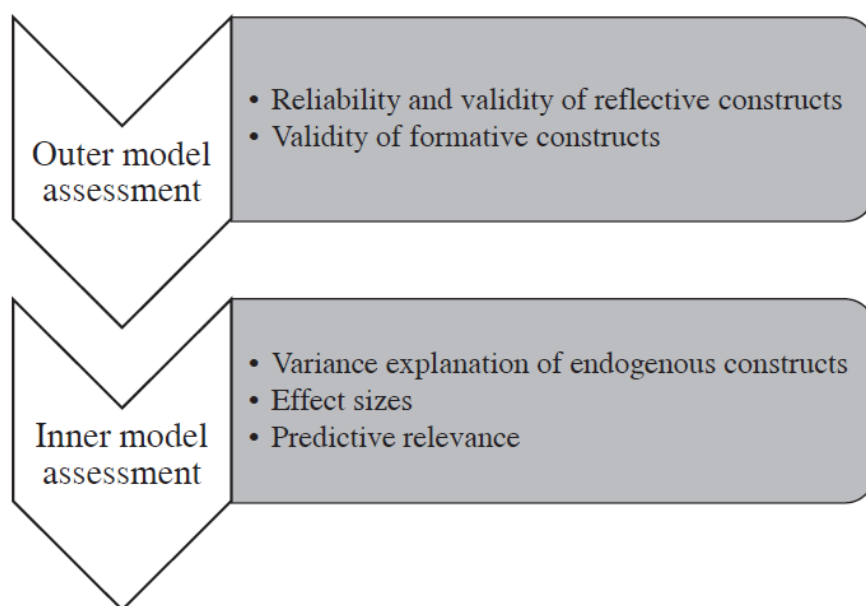 Outer model
assessment
• Reliability and validity of reflective constructs
• Validity of formative constructs
Inner model
assessment
• Variance explanation of endogenous constructs
• Effect sizes
• Predictive relevance